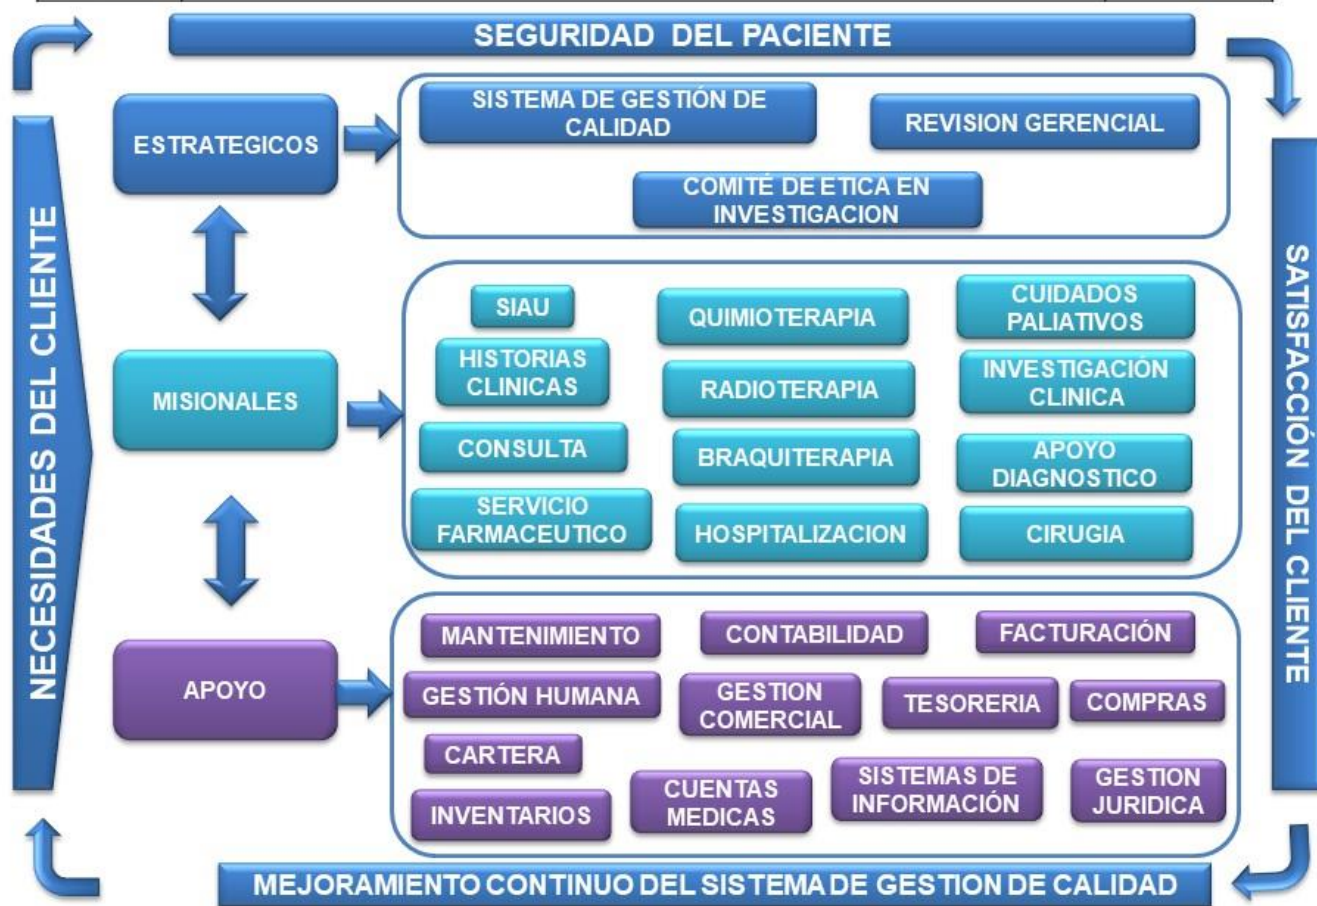 SEGURIDAD DEL PACIENTE
NECESIDADES DEL CLIENTE
ESTRATEGICOS
SISTEMA DE GESTIÓN DE
CALIDAD
REVISION GERENCIAL
COMITÉ DE ETICA EN
INVESTIGACION
MISIONALES
SIAU
HISTORIAS
CLINICAS
CONSULTA
SERVICIO
FARMACEUTICO
QUIMIOTERAPIA
RADIOTERAPIA
BRAQUITERAPIA
HOSPITALIZACION
CUIDADOS
PALIATIVOS
INVESTIGACIÓN
CLINICA
APOYO
DIAGNOSTICO
CIRUGIA
APOYO
MANTENIMIENTO
CONTABILIDAD
FACTURACIÓN
GESTIÓN HUMANA
GESTION
COMERCIAL
TESORERIA
COMPRAS
CARTERA
INVENTARIOS
CUENTAS
MEDICAS
SISTEMAS DE
INFORMACIÓN
GESTION
JURIDICA
SATISFACCIÓN DEL CLIENTE
MEJORAMIENTO CONTINUO DEL SISTEMA DE GESTION DE CALIDAD